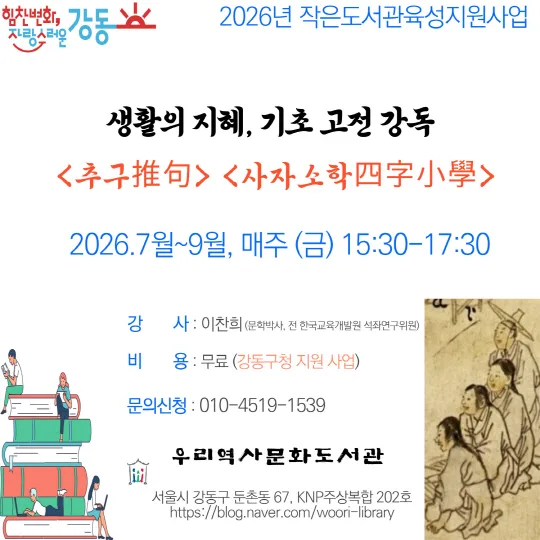 힘찬변화,
자랑스러운 강동
2026년 작은도서관육성지원사업
생활의 지혜, 기초 고전 강독
<추구推句> <사자소학四字小學>
2026.7월~9월, 매주 (금) 15:30-17:30
강 사 : 이찬희 (문학박사, 전 한국교육개발원 석좌연구위원)
비 용 : 무료 (강동구청 지원 사업)
문의신청 : 010-4519-1539
우리역사문화도서관
서울시 강동구 둔촌동 67, KNP주상복합 202호
https://blog.naver.com/woori-library